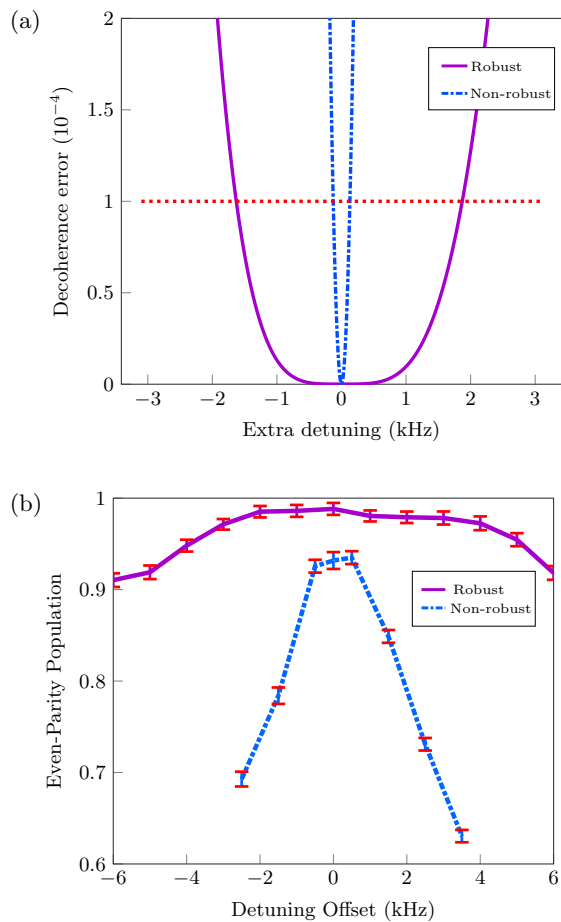 (a)
2
1.5
1
0.5
0
Decoherence error (10⁻⁴)
Robust
Non-robust
−3 −2 −1 0 1 2 3
Extra detuning (kHz)
(b)
1
0.9
0.8
0.7
0.6
Even-Parity Population
Robust
Non-robust
−6 −4 −2 0 2 4 6
Detuning Offset (kHz)